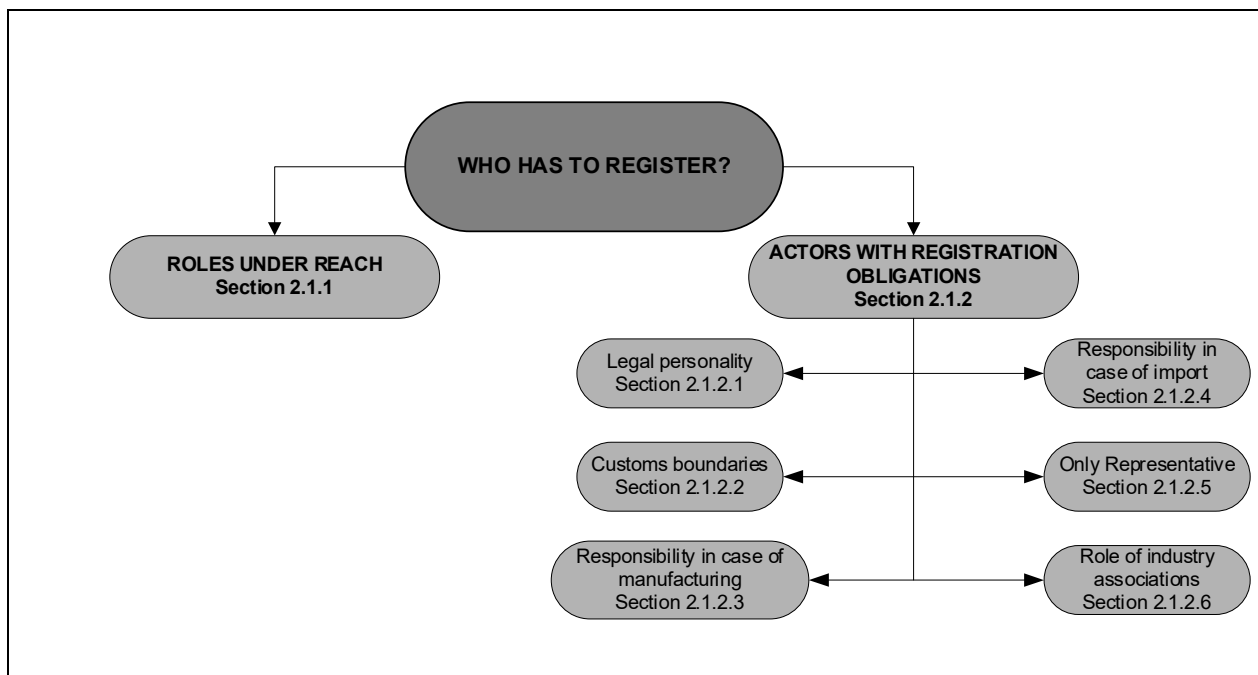 WHO HAS TO REGISTER?
ROLES UNDER REACH
Section 2.1.1
ACTORS WITH REGISTRATION
OBLIGATIONS
Section 2.1.2
Legal personality
Section 2.1.2.1
Responsibility in
case of import
Section 2.1.2.4
Customs boundaries
Section 2.1.2.2
Only Representative
Section 2.1.2.5
Responsibility in case of
manufacturing
Section 2.1.2.3
Role of industry
associations
Section 2.1.2.6